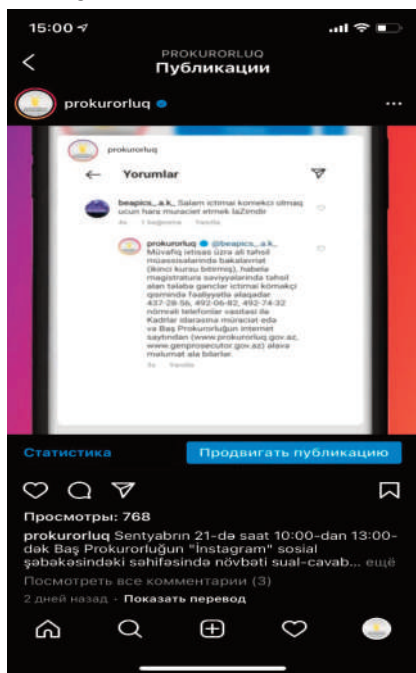 15:00
PROKURORLUQ
Публикации
prokurorluq
prokurorluq
Yorumlar
beapics_.a.k_ Salam ictimai komekci olmaq
ucun hara muraciet etmek laZimdir
prokurorluq @beapics_.a.k_
Müvafiq ixtisas üzrə ali təhsil
müəssisələrində bakalavriat
(ikinci kursu bitirmiş), habelə
magistratura səviyyələrində təhsil
alan tələbə gənclər ictimai köməkçi
qismində fəaliyyətlə əlaqədar
437-28-56, 492-06-82, 492-74-32
nömrəli telefonlar vasitəsi ilə
Kadrlar idarəsinə müraciət edə
və Baş Prokurorluğun internet
saytından (www.prokurorluq.gov.az,
www.genprosecutor.gov.az) əlavə
məlumat ala bilərlər.
Статистика
Продвигать публикацию
Просмотры: 768
prokurorluq Sentyabrın 21-də saat 10:00-dan 13:00-
dək Baş Prokurorluğun "İnstagram" sosial
şəbəkəsindəki səhifəsində növbəti sual-cavab... ещё
Посмотреть все комментарии (3)
2 дней назад · Показать перевод